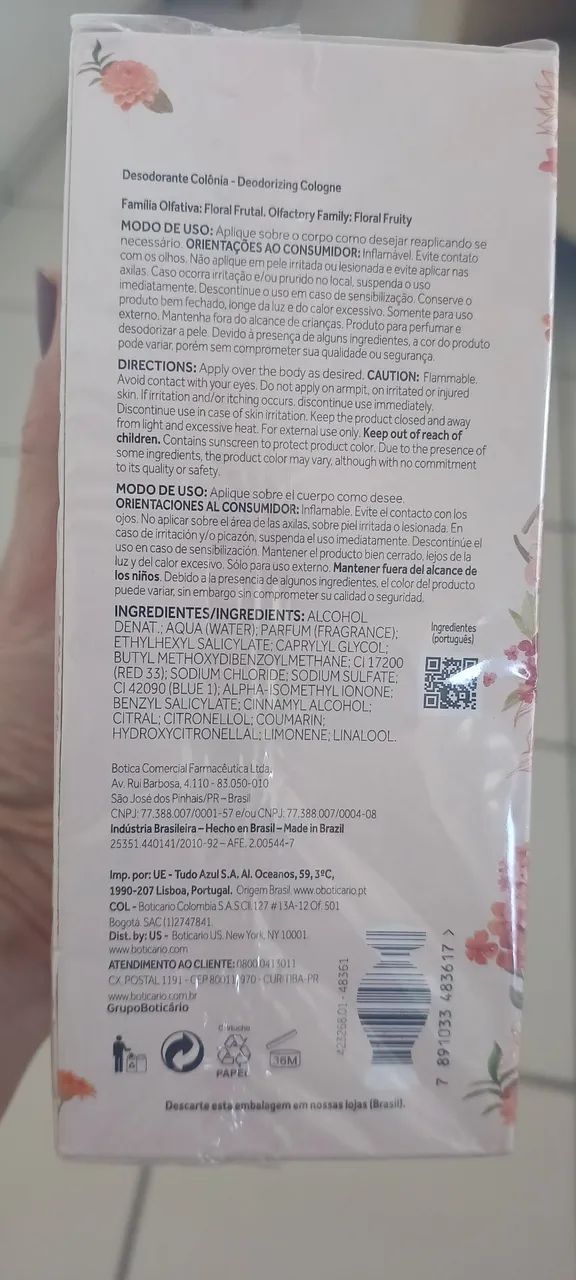 Desodorante Colônia - Deodorizing Cologne
Família Olfativa: Floral Frutal. Olfactory Family: Floral Fruity
MODO DE USO: Aplique sobre o corpo como desejar reaplicando se
necessário. ORIENTAÇÕES AO CONSUMIDOR: Inflamável. Evite contato
com os olhos. Não aplique em pele irritada ou lesionada e evite aplicar nas
axilas. Caso ocorra irritação e/ou prurido no local, suspenda o uso
imediatamente. Descontinue o uso em caso de sensibilização. Conserve o
produto bem fechado, longe da luz e do calor excessivo. Somente para uso
externo. Mantenha fora do alcance de crianças. Produto para perfumar e
desodorizar a pele. Devido à presença de alguns ingredientes, a cor do produto
pode variar, porém sem comprometer sua qualidade ou segurança.
DIRECTIONS: Apply over the body as desired. CAUTION: Flammable.
Avoid contact with your eyes. Do not apply on armpit, on irritated or injured
skin. If irritation and/or itching occurs, discontinue use immediately.
Discontinue use in case of skin irritation. Keep the product closed and away
from light and excessive heat. For external use only. Keep out of reach of
children. Contains sunscreen to protect product color. Due to the presence of
some ingredients, the product color may vary, although with no commitment
to its quality or safety.
MODO DE USO: Aplique sobre el cuerpo como desee.
ORIENTACIONES AL CONSUMIDOR: Inflamable. Evite el contacto con los
ojos. No aplicar sobre el área de las axilas, sobre piel irritada o lesionada. En
caso de irritación y/o picazón, suspenda el uso imediatamente. Descontinúe el
uso en caso de sensibilización. Mantener el producto bien cerrado, lejos de la
luz y del calor excesivo. Sólo para uso externo. Mantener fuera del alcance de
los niños. Debido a la presencia de algunos ingredientes, el color del producto
puede variar, sin embargo sin comprometer su calidad o seguridad.
INGREDIENTES/INGREDIENTS: ALCOHOL
DENAT.; AQUA (WATER); PARFUM (FRAGRANCE);
ETHYLHEXYL SALICYLATE; CAPRYLYL GLYCOL;
BUTYL METHOXYDIBENZOYLMETHANE; CI 17200
(RED 33); SODIUM CHLORIDE; SODIUM SULFATE;
CI 42090 (BLUE 1); ALPHA-ISOMETHYL IONONE;
BENZYL SALICYLATE; CINNAMYL ALCOHOL;
CITRAL; CITRONELLOL; COUMARIN;
HYDROXYCITRONELLAL; LIMONENE; LINALOOL.
Ingredientes
(português)
Botica Comercial Farmacêutica Ltda.
Av. Rui Barbosa, 4.110 - 83.050-010
São José dos Pinhais/PR – Brasil
CNPJ: 77.388.007/0001-57 e/ou CNPJ: 77.388.007/0004-08
Indústria Brasileira – Hecho en Brasil – Made in Brazil
25351.440141/2010-92 – AFE. 2.00544-7
Imp. por: UE - Tudo Azul S.A. Al. Oceanos, 59, 3ºC,
1990-207 Lisboa, Portugal. Origem Brasil. www.oboticario.pt
COL - Boticario Colombia S.A.S Cll. 127 # 13A-12 Of. 501
Bogotá. SAC (1)2747841.
Dist. by: US - Boticario US. New York, NY 10001.
www.boticario.com
ATENDIMENTO AO CLIENTE: 0800 0413011
CX. POSTAL 1191 - CEP 80011-970 - CURITIBA-PR
www.boticario.com.br
GrupoBoticário
Cartucho
PAPEL
36M
423268.01 - 48361
7 891033 483617 >
Descarte esta embalagem em nossas lojas (Brasil).